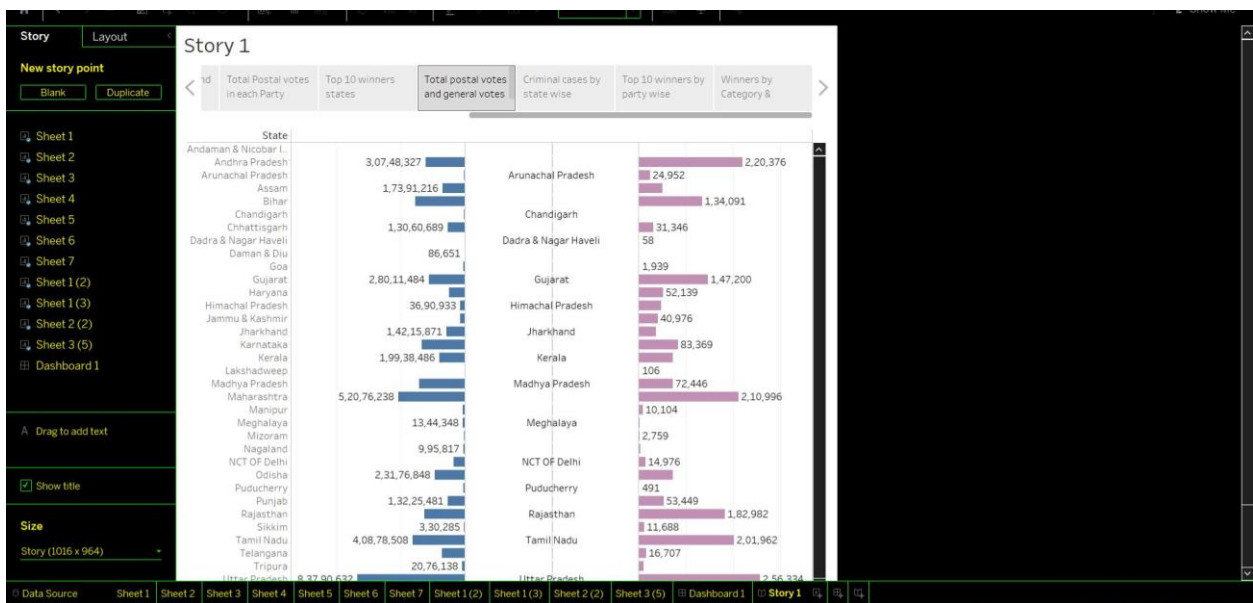 Show Me
Story Layout
Story 1
New story point
Blank Duplicate
nd
Total Postal votes
in each Party
Top 10 winners
states
Total postal votes
and general votes
Criminal cases by
state wise
Top 10 winners by
party wise
Winners by
Category &
Sheet 1
Sheet 2
Sheet 3
Sheet 4
Sheet 5
Sheet 6
Sheet 7
Sheet 1 (2)
Sheet 1 (3)
Sheet 2 (2)
Sheet 3 (5)
Dashboard 1
A Drag to add text
Show title
Size
Story (1016 x 964)
State
Andaman & Nicobar I..
Andhra Pradesh 3,07,48,327 2,20,376
Arunachal Pradesh Arunachal Pradesh 24,952
Assam 1,73,91,216
Bihar 1,34,091
Chandigarh Chandigarh
Chhattisgarh 1,30,60,689 31,346
Dadra & Nagar Haveli Dadra & Nagar Haveli 58
Daman & Diu 86,651
Goa 1,939
Gujarat 2,80,11,484 Gujarat 1,47,200
Haryana 52,139
Himachal Pradesh 36,90,933 Himachal Pradesh
Jammu & Kashmir 40,976
Jharkhand 1,42,15,871 Jharkhand
Karnataka 83,369
Kerala 1,99,38,486 Kerala
Lakshadweep 106
Madhya Pradesh Madhya Pradesh 72,446
Maharashtra 5,20,76,238 2,10,996
Manipur 10,104
Meghalaya 13,44,348 Meghalaya
Mizoram 2,759
Nagaland 9,95,817
NCT OF Delhi NCT OF Delhi 14,976
Odisha 2,31,76,848
Puducherry Puducherry 491
Punjab 1,32,25,481 53,449
Rajasthan Rajasthan 1,82,982
Sikkim 3,30,285 11,688
Tamil Nadu 4,08,78,508 Tamil Nadu 2,01,962
Telangana 16,707
Tripura 20,76,138
Uttar Pradesh 8,37,90,632 Uttar Pradesh 2,56,334
Data Source Sheet 1 Sheet 2 Sheet 3 Sheet 4 Sheet 5 Sheet 6 Sheet 7 Sheet 1 (2) Sheet 1 (3) Sheet 2 (2) Sheet 3 (5) Dashboard 1 Story 1